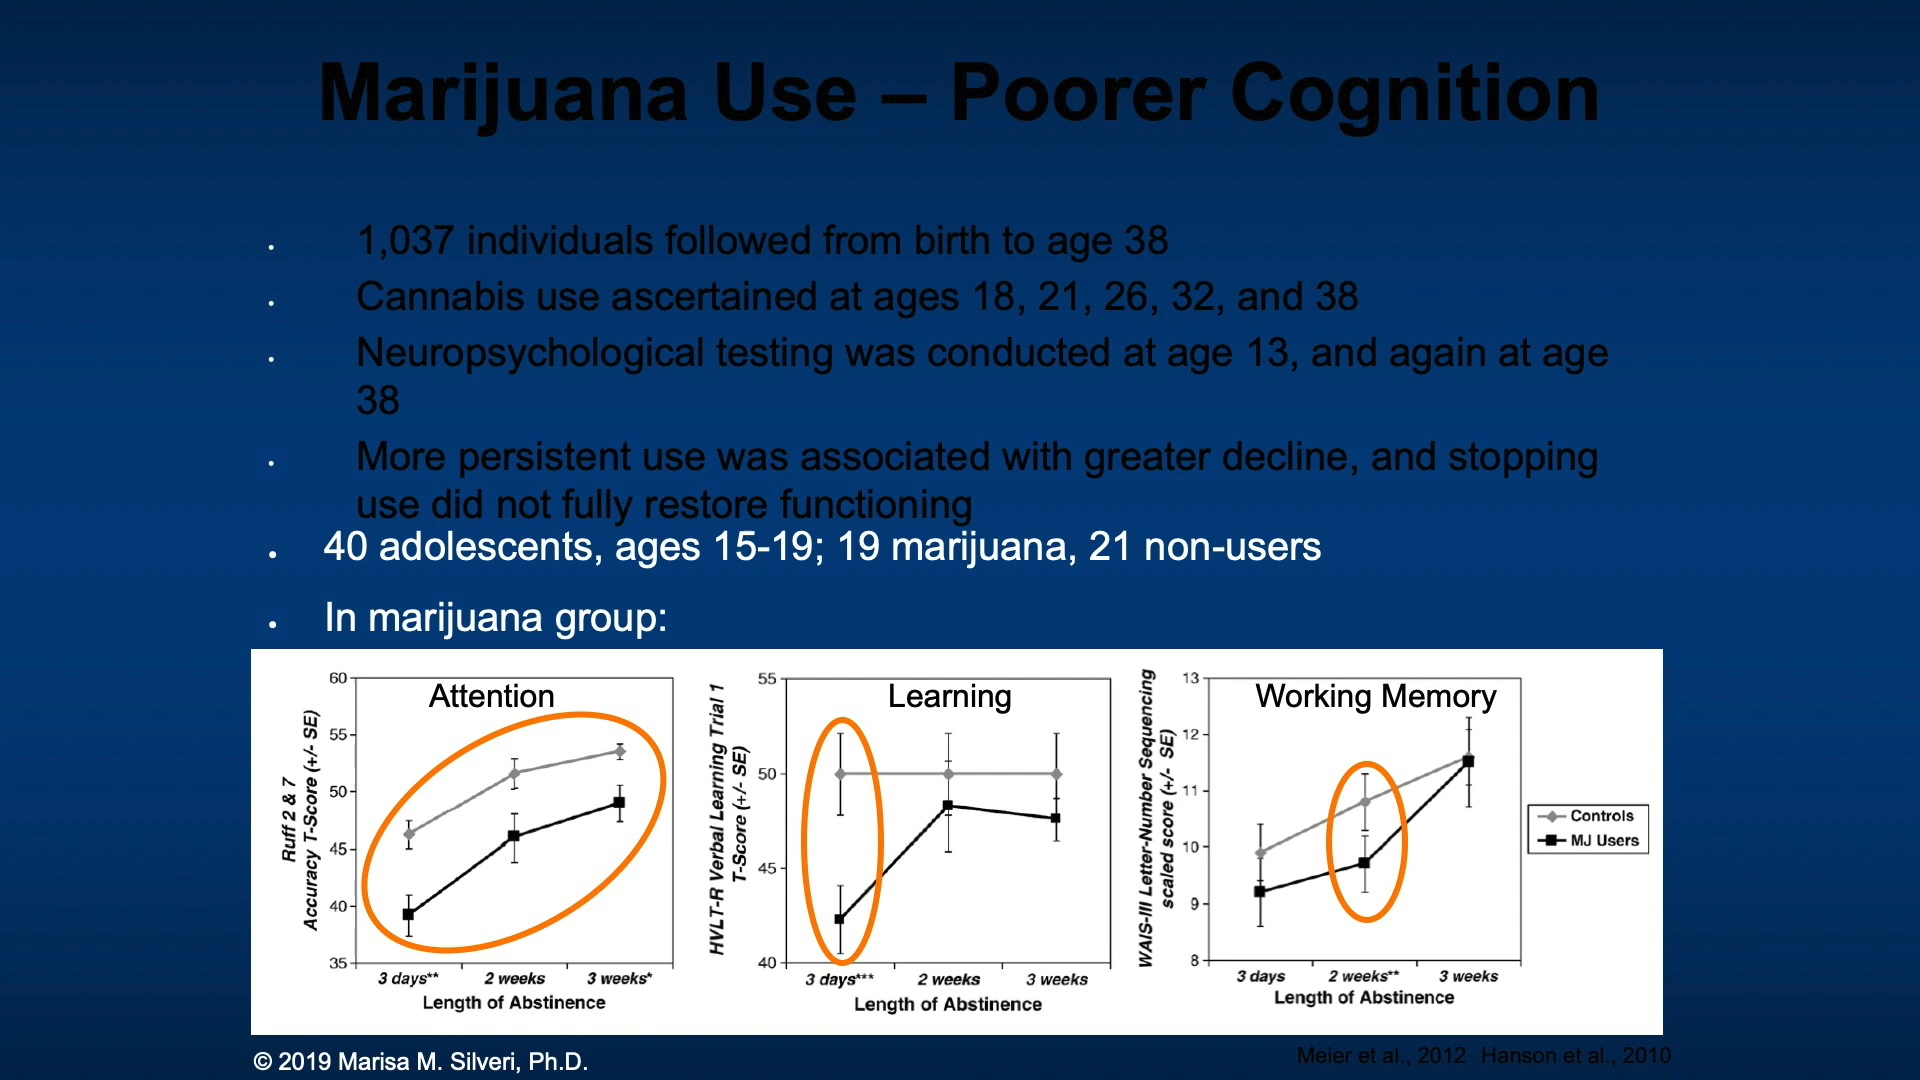 Marijuana Use – Poorer Cognition
• 1,037 individuals followed from birth to age 38
• Cannabis use ascertained at ages 18, 21, 26, 32, and 38
• Neuropsychological testing was conducted at age 13, and again at age
38
• More persistent use was associated with greater decline, and stopping
use did not fully restore functioning
• 40 adolescents, ages 15-19; 19 marijuana, 21 non-users
• In marijuana group:
Attention
Ruff 2 & 7
Accuracy T-Score (+/- SE)
60
55
50
45
40
35
3 days** 2 weeks 3 weeks*
Length of Abstinence
Learning
HVLT-R Verbal Learning Trial 1
T-Score (+/- SE)
55
50
45
40
3 days*** 2 weeks 3 weeks
Length of Abstinence
Working Memory
WAIS-III Letter-Number Sequencing
scaled score (+/- SE)
13
12
11
10
9
8
3 days 2 weeks** 3 weeks
Length of Abstinence
Controls
MJ Users
© 2019 Marisa M. Silveri, Ph.D.
Meier et al., 2012 Hanson et al., 2010